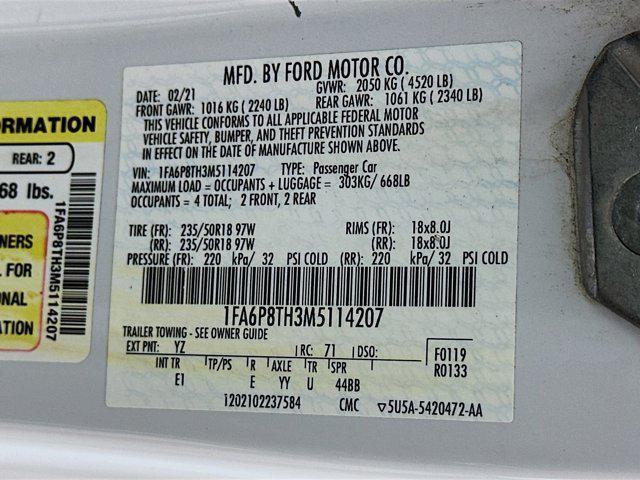 ORMATION
REAR: 2
68 lbs.
NERS
L FOR
ONAL
ATION
1FA6P8TH3M5114207
MFD. BY FORD MOTOR CO.
DATE: 02/21 GVWR: 2050 KG ( 4520 LB)
FRONT GAWR: 1016 KG ( 2240 LB) REAR GAWR: 1061 KG ( 2340 LB)
THIS VEHICLE CONFORMS TO ALL APPLICABLE FEDERAL MOTOR
VEHICLE SAFETY, BUMPER, AND THEFT PREVENTION STANDARDS
IN EFFECT ON THE DATE OF MANUFACTURE SHOWN ABOVE.
VIN: 1FA6P8TH3M5114207 TYPE: Passenger Car
MAXIMUM LOAD = OCCUPANTS + LUGGAGE = 303KG/ 668LB
OCCUPANTS = 4 TOTAL; 2 FRONT, 2 REAR
TIRE (FR): 235/50R18 97W RIMS (FR): 18x8.0J
(RR): 235/50R18 97W (RR): 18x8.0J
PRESSURE (FR): 220 kPa/ 32 PSI COLD (RR): 220 kPa/ 32 PSI COLD
1FA6P8TH3M5114207
TRAILER TOWING - SEE OWNER GUIDE
EXT PNT: YZ RC: 71 DSO: F0119
INT TR TP/PS R AXLE TR SPR R0133
E1 E YY U 44BB
1202102237584 CMC ▽5U5A-5420472-AA